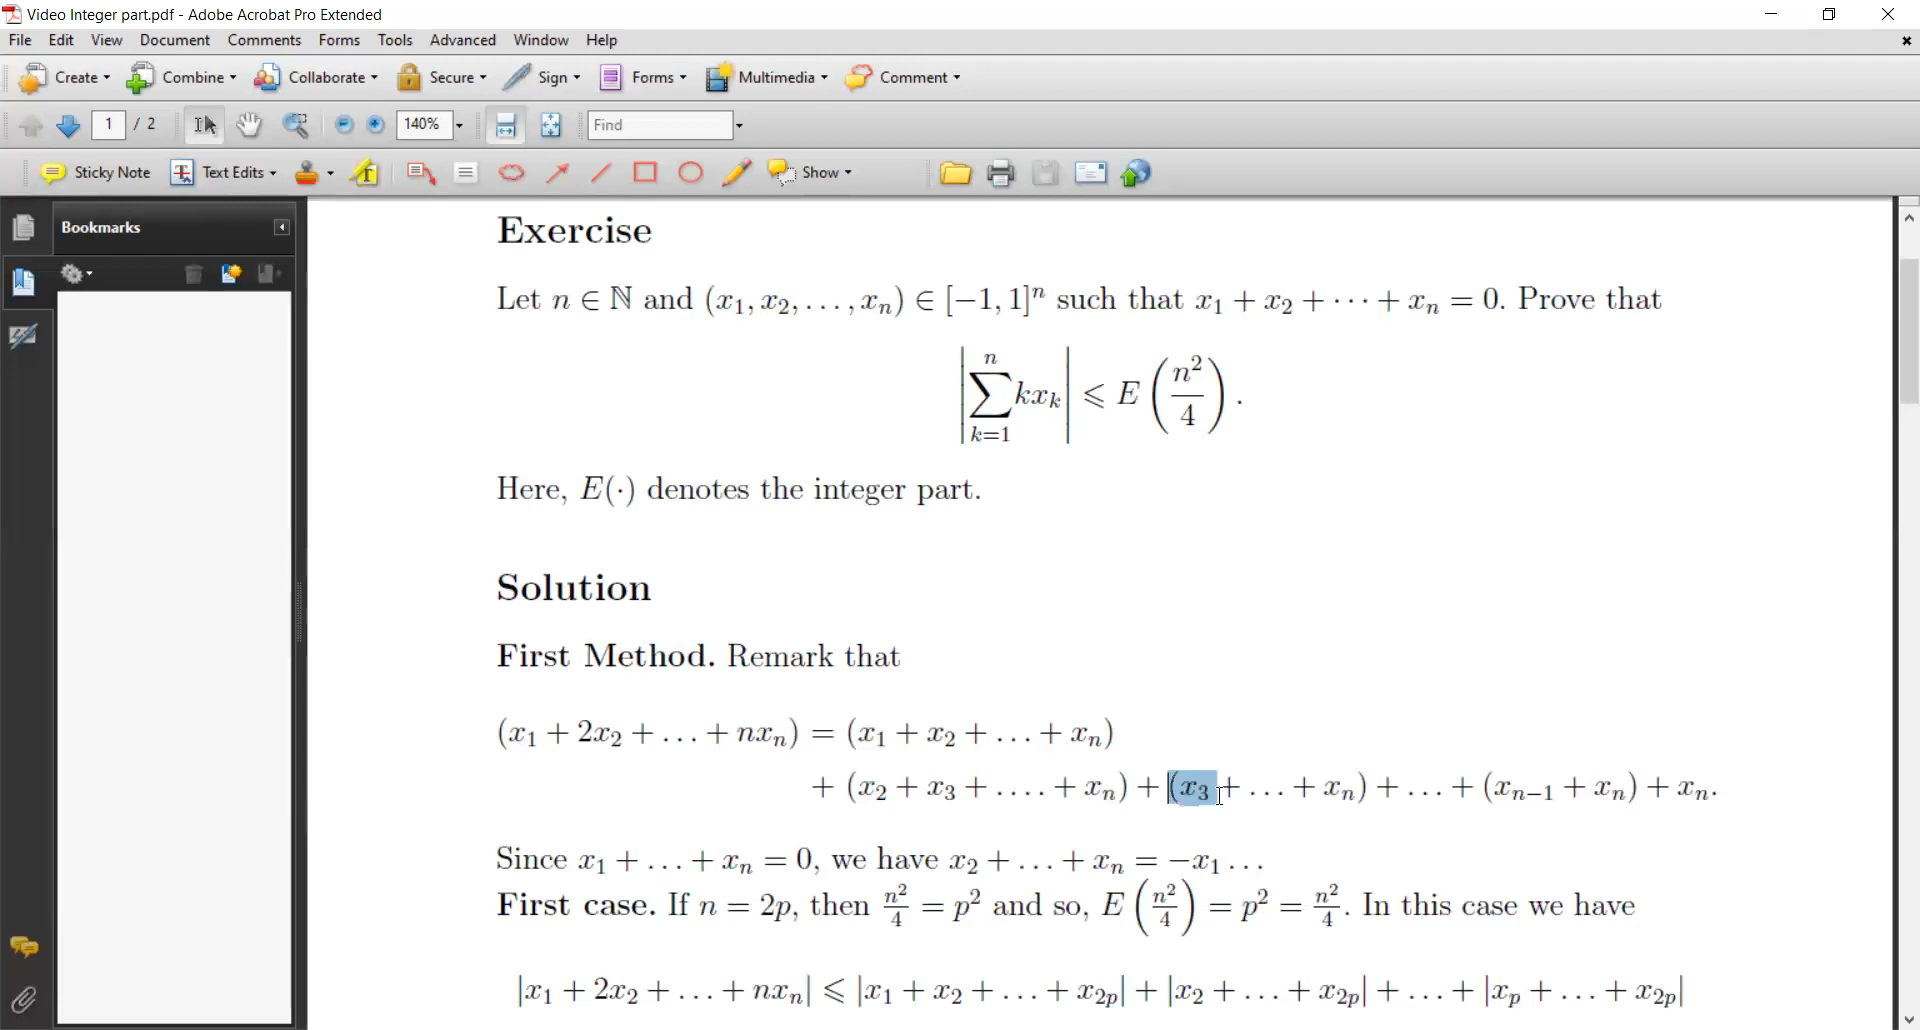 Video Integer part.pdf - Adobe Acrobat Pro Extended
File Edit View Document Comments Forms Tools Advanced Window Help
Create Combine Collaborate Secure Sign Forms Multimedia Comment
1 / 2 140% Find
Sticky Note Text Edits Show
Bookmarks
Exercise
Let n ∈ ℕ and (x₁, x₂, . . . , xₙ) ∈ [−1, 1]ⁿ such that x₁ + x₂ + · · · + xₙ = 0. Prove that
|∑_{k=1}^{n} kxₖ| ⩽ E (n²/4) .
Here, E(·) denotes the integer part.
Solution
First Method. Remark that
(x₁ + 2x₂ + . . . + nxₙ) = (x₁ + x₂ + . . . + xₙ)
+ (x₂ + x₃ + . . . . + xₙ) + (x₃ + . . . + xₙ) + . . . + (xₙ₋₁ + xₙ) + xₙ.
Since x₁ + . . . + xₙ = 0, we have x₂ + . . . + xₙ = −x₁ . . .
First case. If n = 2p, then n²/4 = p² and so, E (n²/4) = p² = n²/4. In this case we have
|x₁ + 2x₂ + . . . + nxₙ| ⩽ |x₁ + x₂ + . . . + x₂ₚ| + |x₂ + . . . + x₂ₚ| + . . . + |xₚ + . . . + x₂ₚ|